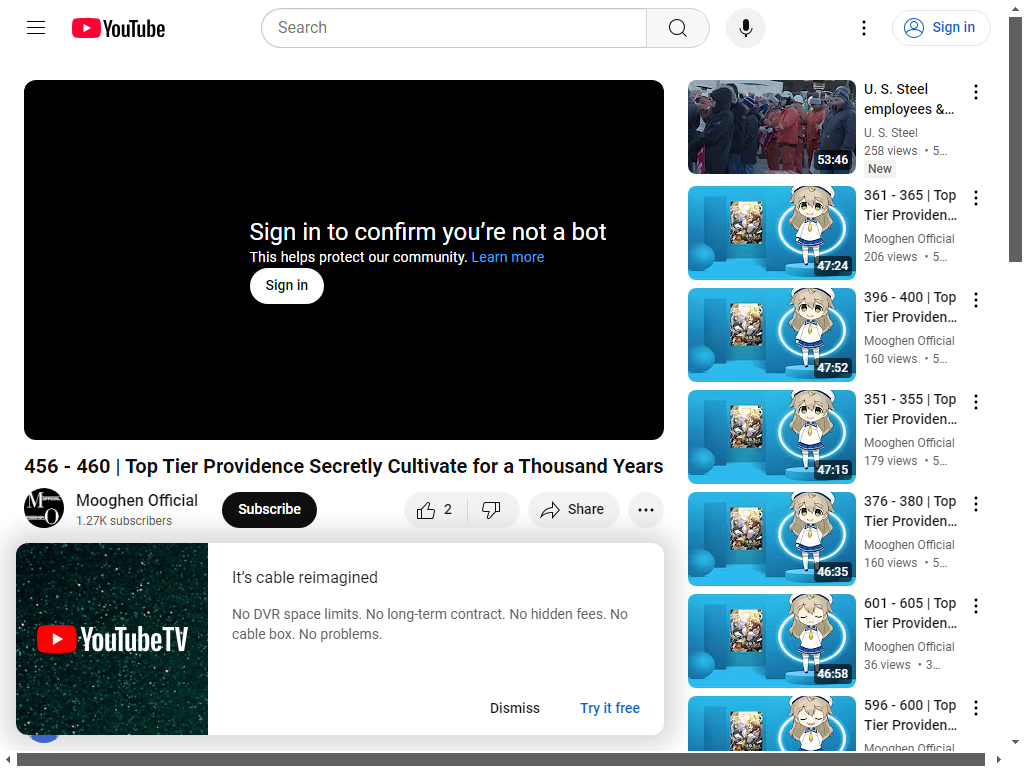 YouTube
Search
Sign in
Sign in to confirm you’re not a bot
This helps protect our community. Learn more
Sign in
456 - 460 | Top Tier Providence Secretly Cultivate for a Thousand Years
Mooghen Official
1.27K subscribers
Subscribe
2
Share
It’s cable reimagined
No DVR space limits. No long-term contract. No hidden fees. No
cable box. No problems.
YouTubeTV
Dismiss
Try it free
53:46
U. S. Steel
employees &...
U. S. Steel
258 views • 5...
New
47:24
361 - 365 | Top
Tier Providen...
Mooghen Official
206 views • 5...
47:52
396 - 400 | Top
Tier Providen...
Mooghen Official
160 views • 5...
47:15
351 - 355 | Top
Tier Providen...
Mooghen Official
179 views • 5...
46:35
376 - 380 | Top
Tier Providen...
Mooghen Official
160 views • 5...
46:58
601 - 605 | Top
Tier Providen...
Mooghen Official
36 views • 3...
596 - 600 | Top
Tier Providen...
Mooghen Official